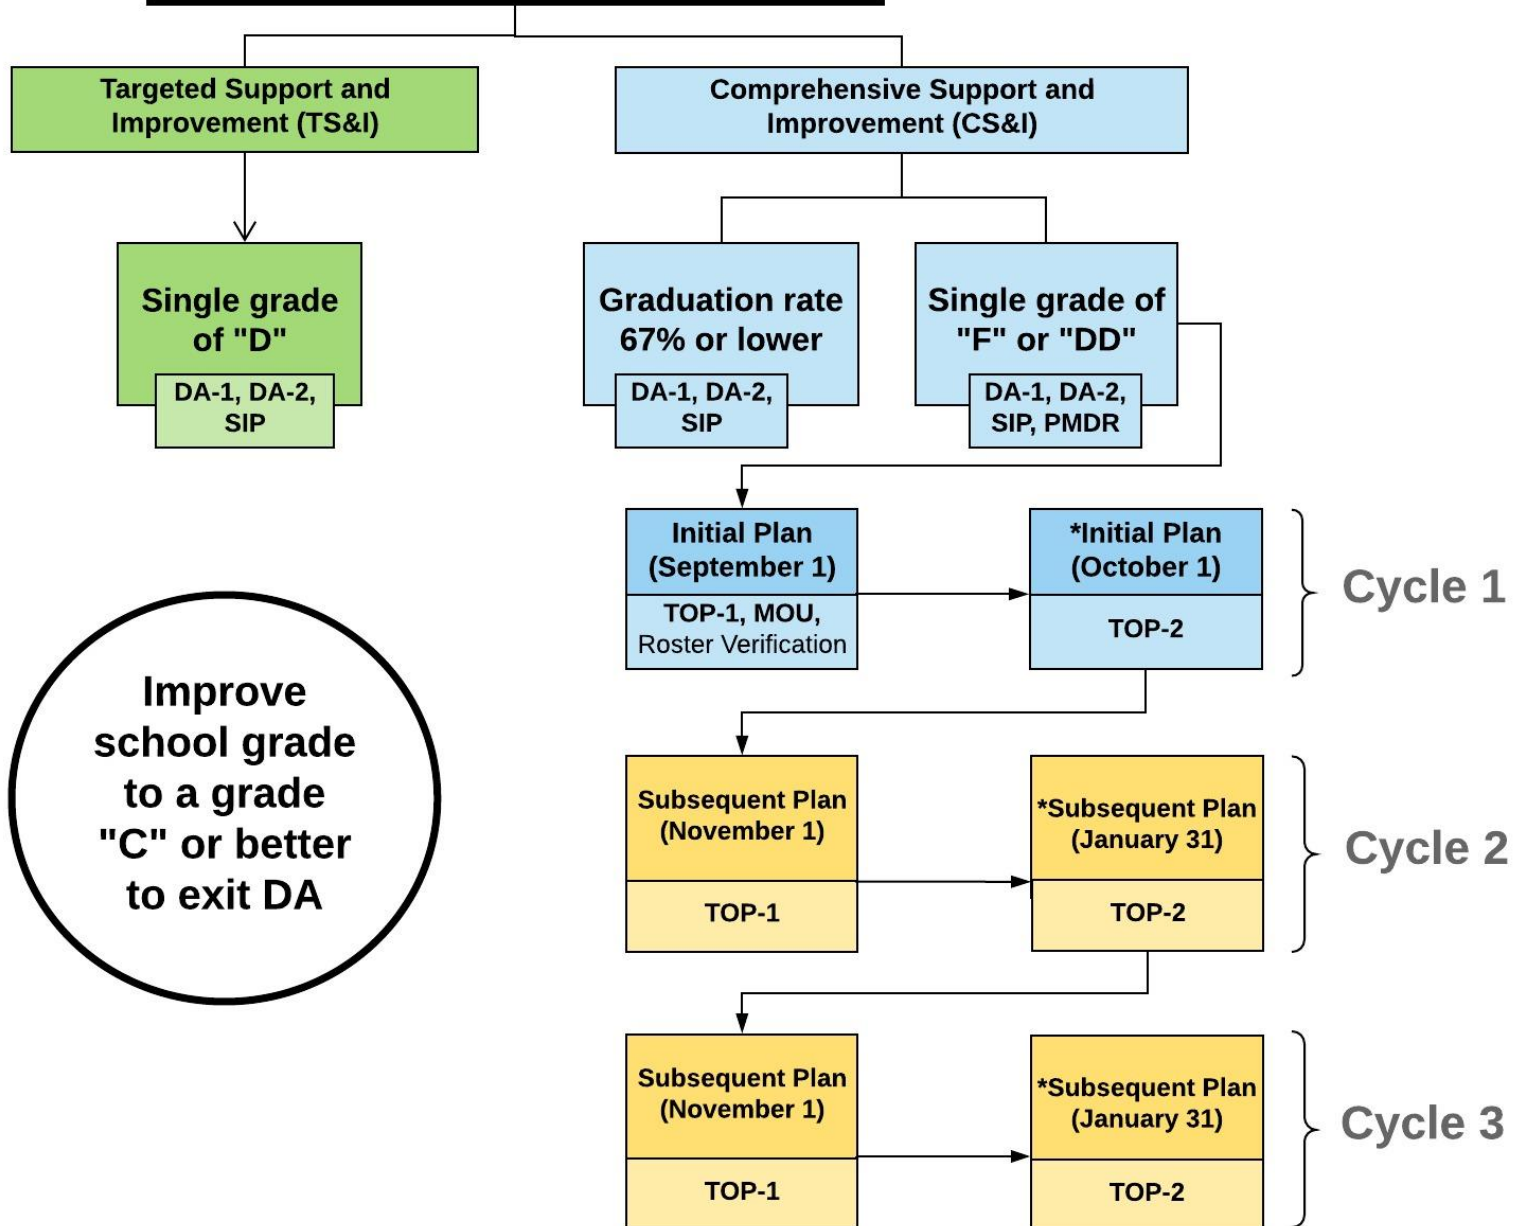 Targeted Support and
Improvement (TS&I)
Comprehensive Support and
Improvement (CS&I)
Single grade
of "D"
DA-1, DA-2,
SIP
Graduation rate
67% or lower
DA-1, DA-2,
SIP
Single grade of
"F" or "DD"
DA-1, DA-2,
SIP, PMDR
Initial Plan
(September 1)
TOP-1, MOU,
Roster Verification
*Initial Plan
(October 1)
TOP-2
Cycle 1
Improve
school grade
to a grade
"C" or better
to exit DA
Subsequent Plan
(November 1)
TOP-1
*Subsequent Plan
(January 31)
TOP-2
Cycle 2
Subsequent Plan
(November 1)
TOP-1
*Subsequent Plan
(January 31)
TOP-2
Cycle 3